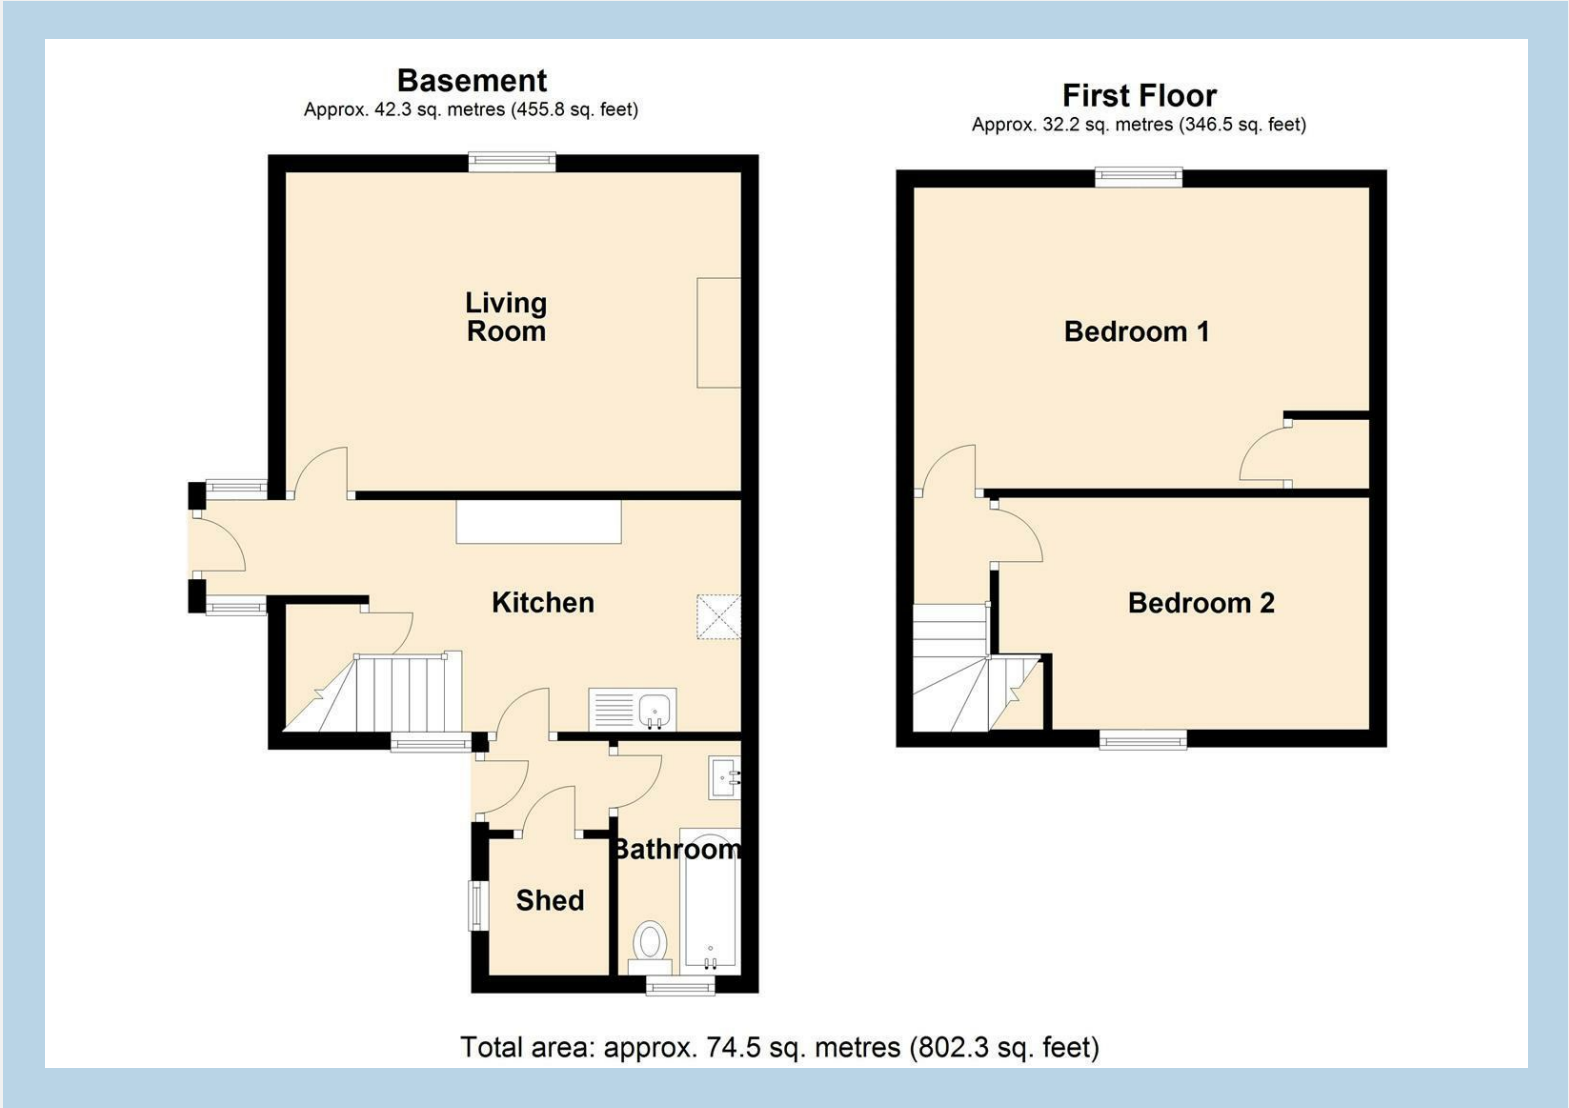 Basement
Approx. 42.3 sq. metres (455.8 sq. feet)
Living
Room
Kitchen
Bathroom
Shed
First Floor
Approx. 32.2 sq. metres (346.5 sq. feet)
Bedroom 1
Bedroom 2
Total area: approx. 74.5 sq. metres (802.3 sq. feet)